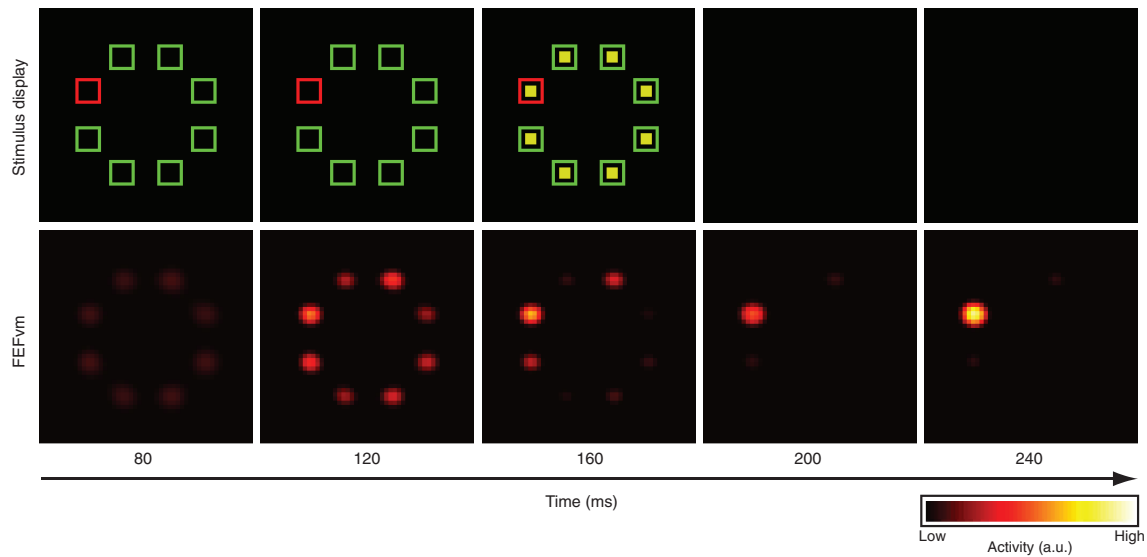 Stimulus display
FEFvm
80 120 160 200 240
Time (ms)
Low High
Activity (a.u.)